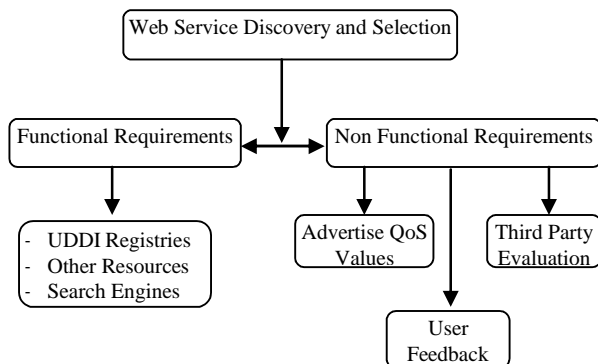 Web Service Discovery and Selection
Functional Requirements
Non Functional Requirements
- UDDI Registries
- Other Resources
- Search Engines
Advertise QoS
Values
Third Party
Evaluation
User
Feedback